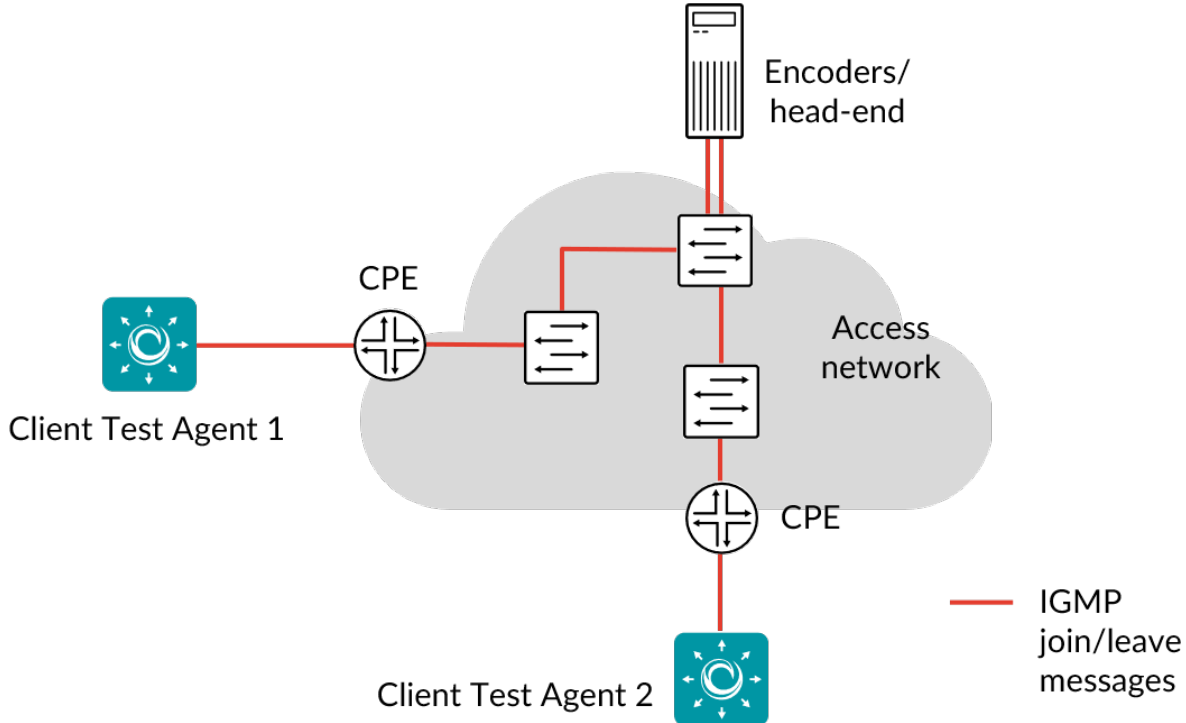 Encoders/
head-end
CPE
Access
network
Client Test Agent 1
CPE
IGMP
join/leave
messages
Client Test Agent 2